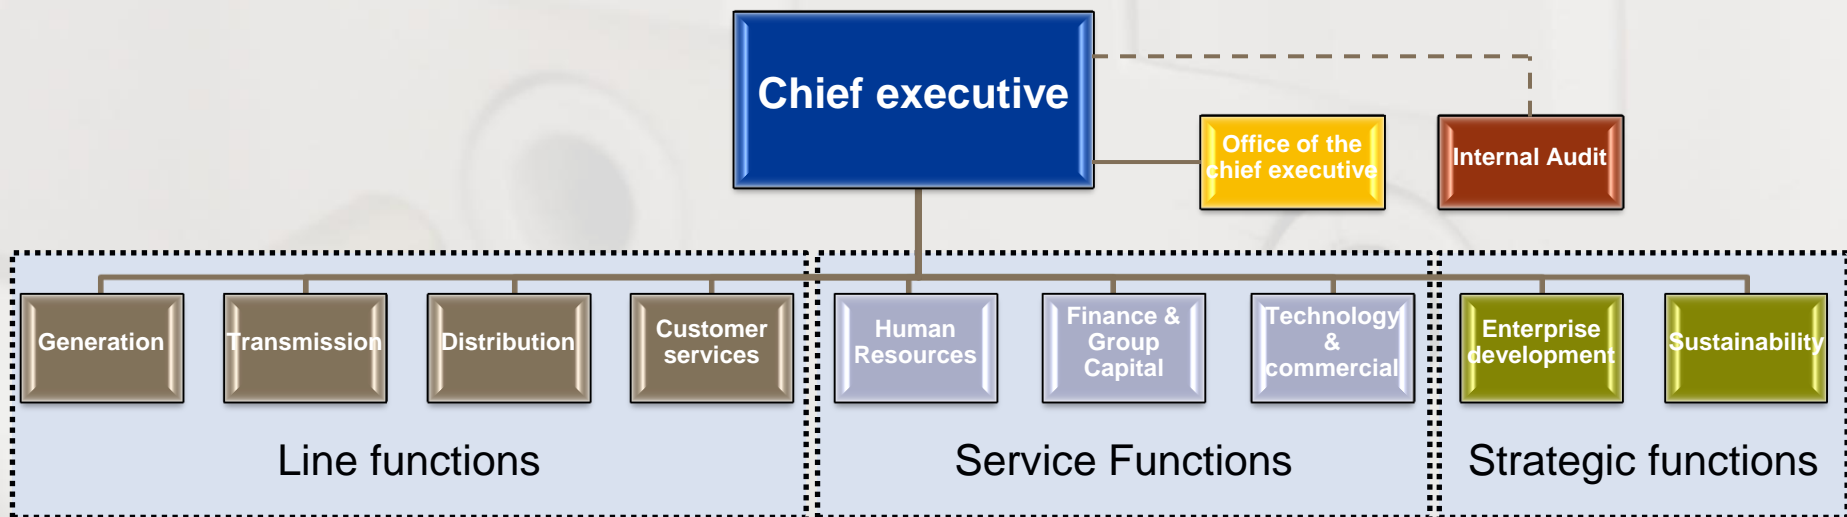 Chief executive
Office of the
chief executive
Internal Audit
Generation
Transmission
Distribution
Customer
services
Human
Resources
Finance &
Group
Capital
Technology
&
commercial
Enterprise
development
Sustainability
Line functions
Service Functions
Strategic functions